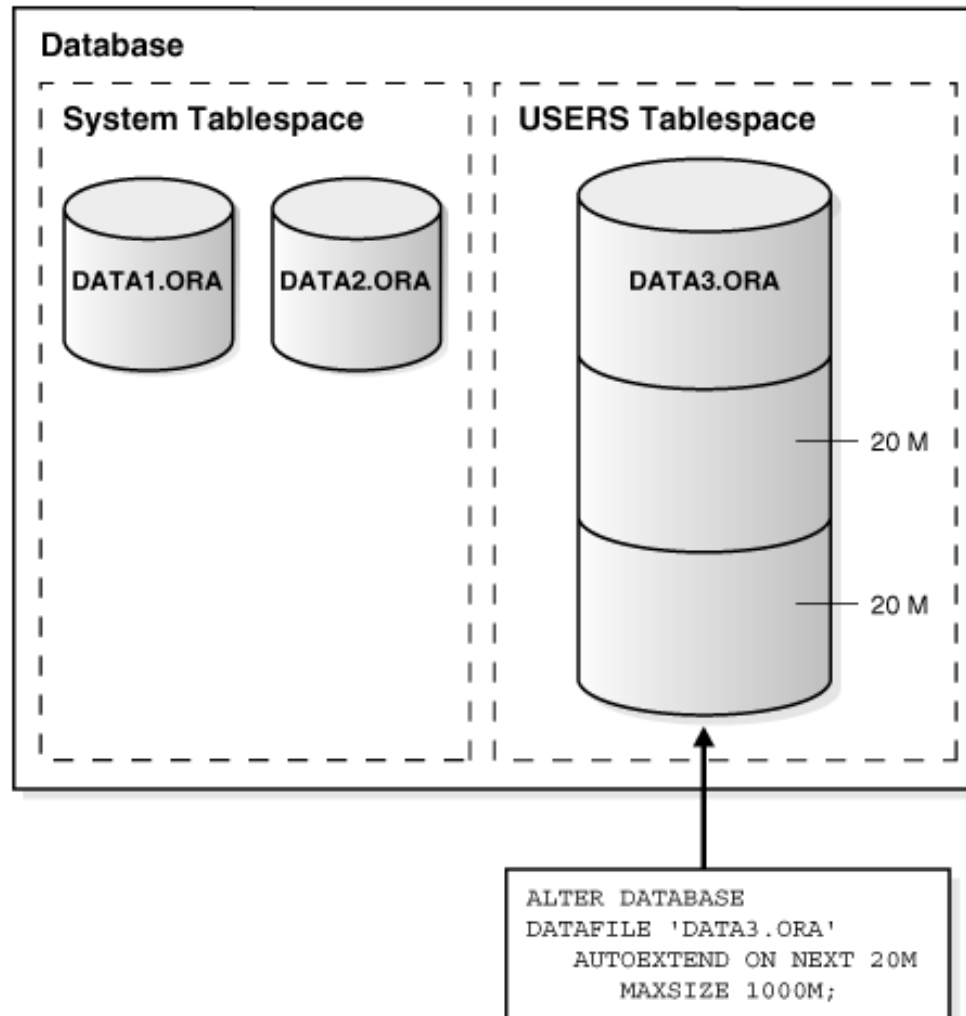 Database
System Tablespace
USERS Tablespace
DATA1.ORA
DATA2.ORA
DATA3.ORA
20 M
20 M
ALTER DATABASE
DATAFILE 'DATA3.ORA'
AUTOEXTEND ON NEXT 20M
MAXSIZE 1000M;